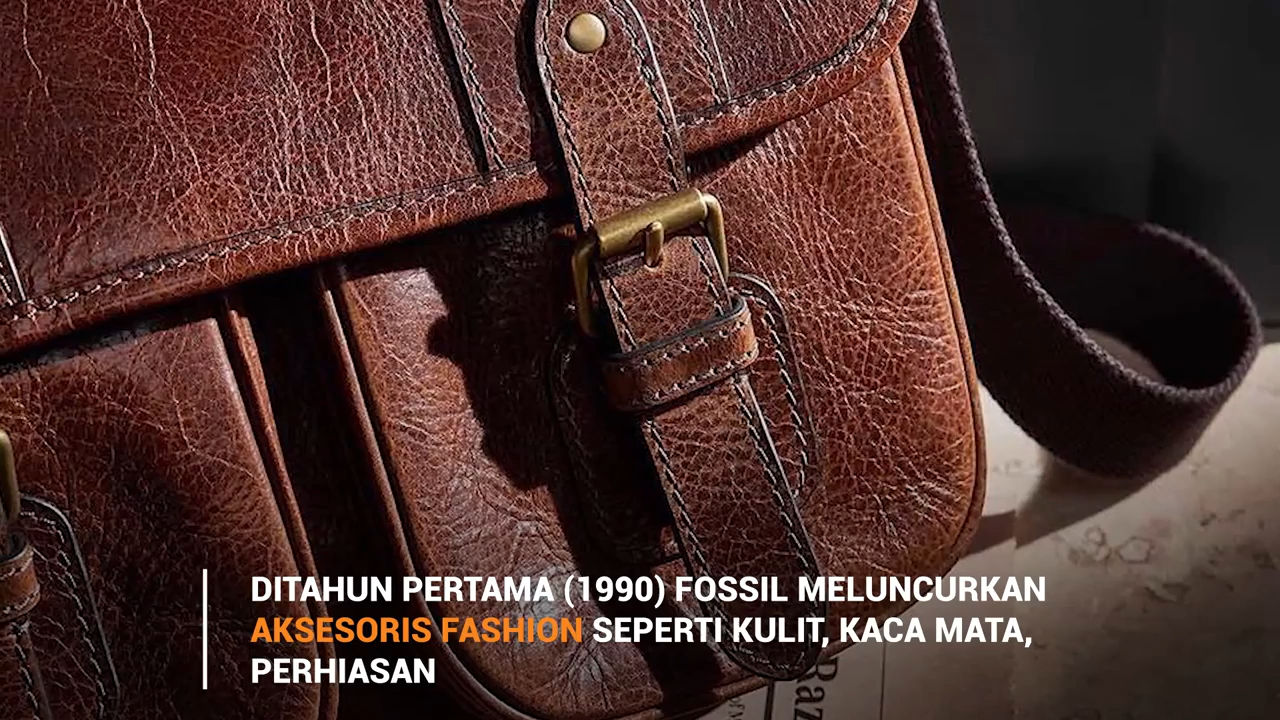 DITAHUN PERTAMA (1990) FOSSIL MELUNCURKAN
AKSESORIS FASHION SEPERTI KULIT, KACA MATA,
PERHIASAN